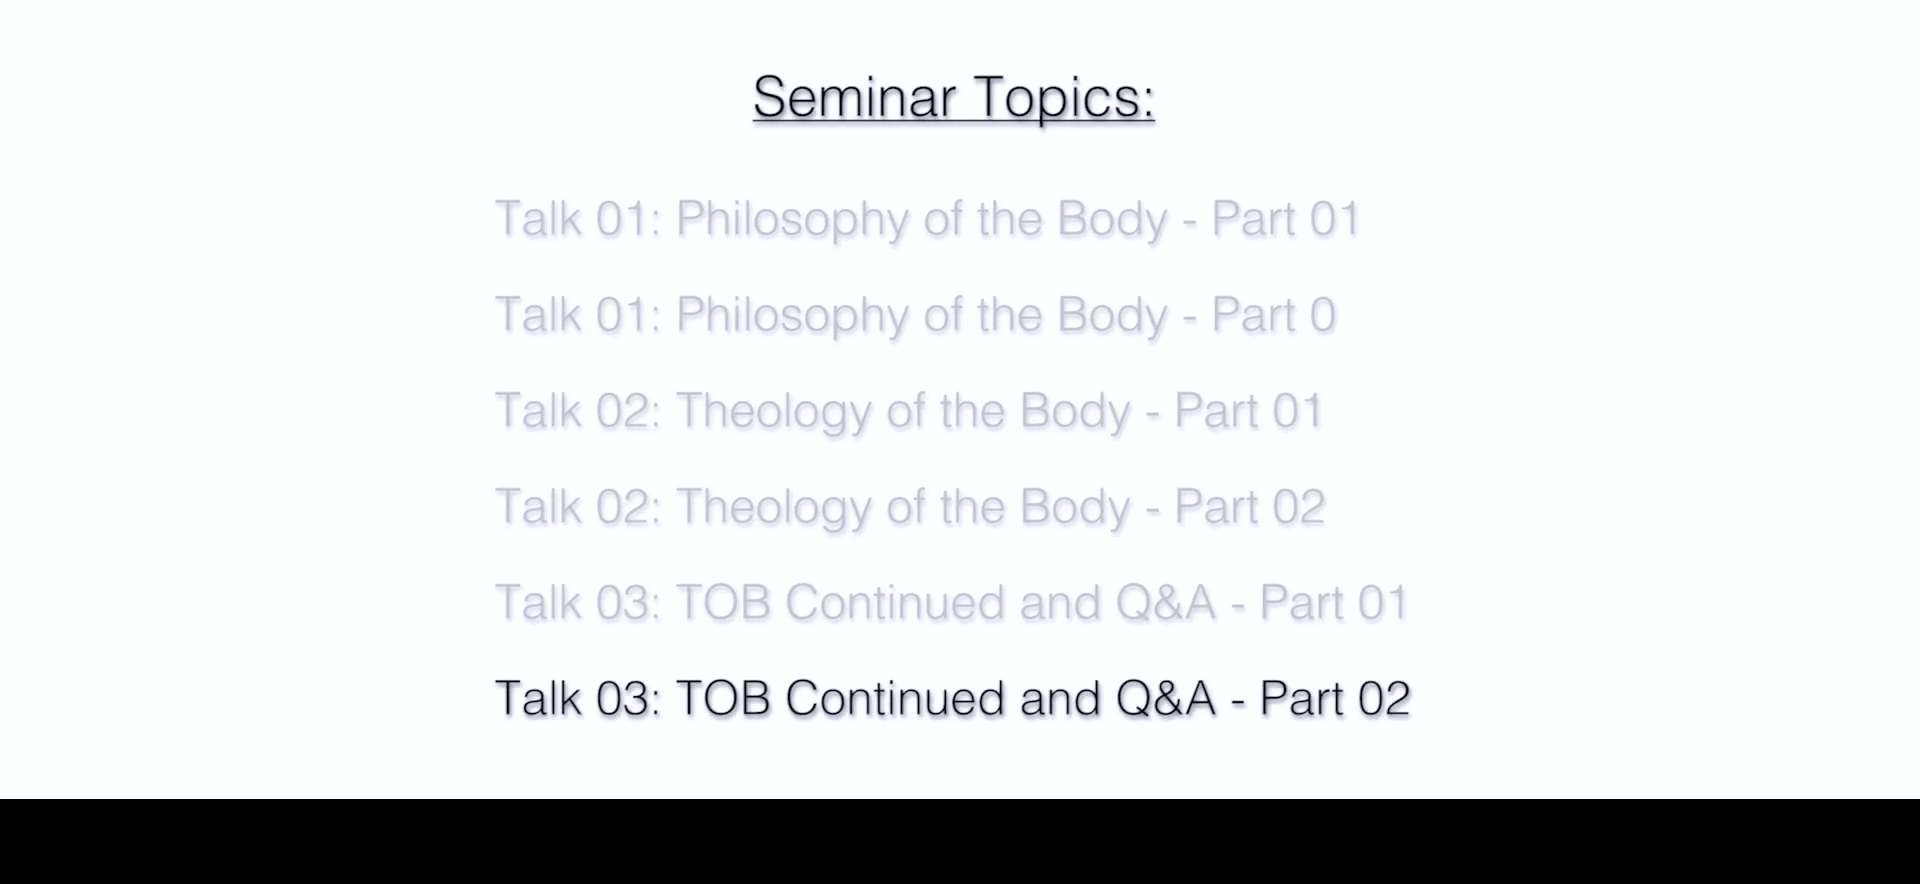 Seminar Topics:
Talk 01: Philosophy of the Body - Part 01
Talk 01: Philosophy of the Body - Part 0
Talk 02: Theology of the Body - Part 01
Talk 02: Theology of the Body - Part 02
Talk 03: TOB Continued and Q&A - Part 01
Talk 03: TOB Continued and Q&A - Part 02